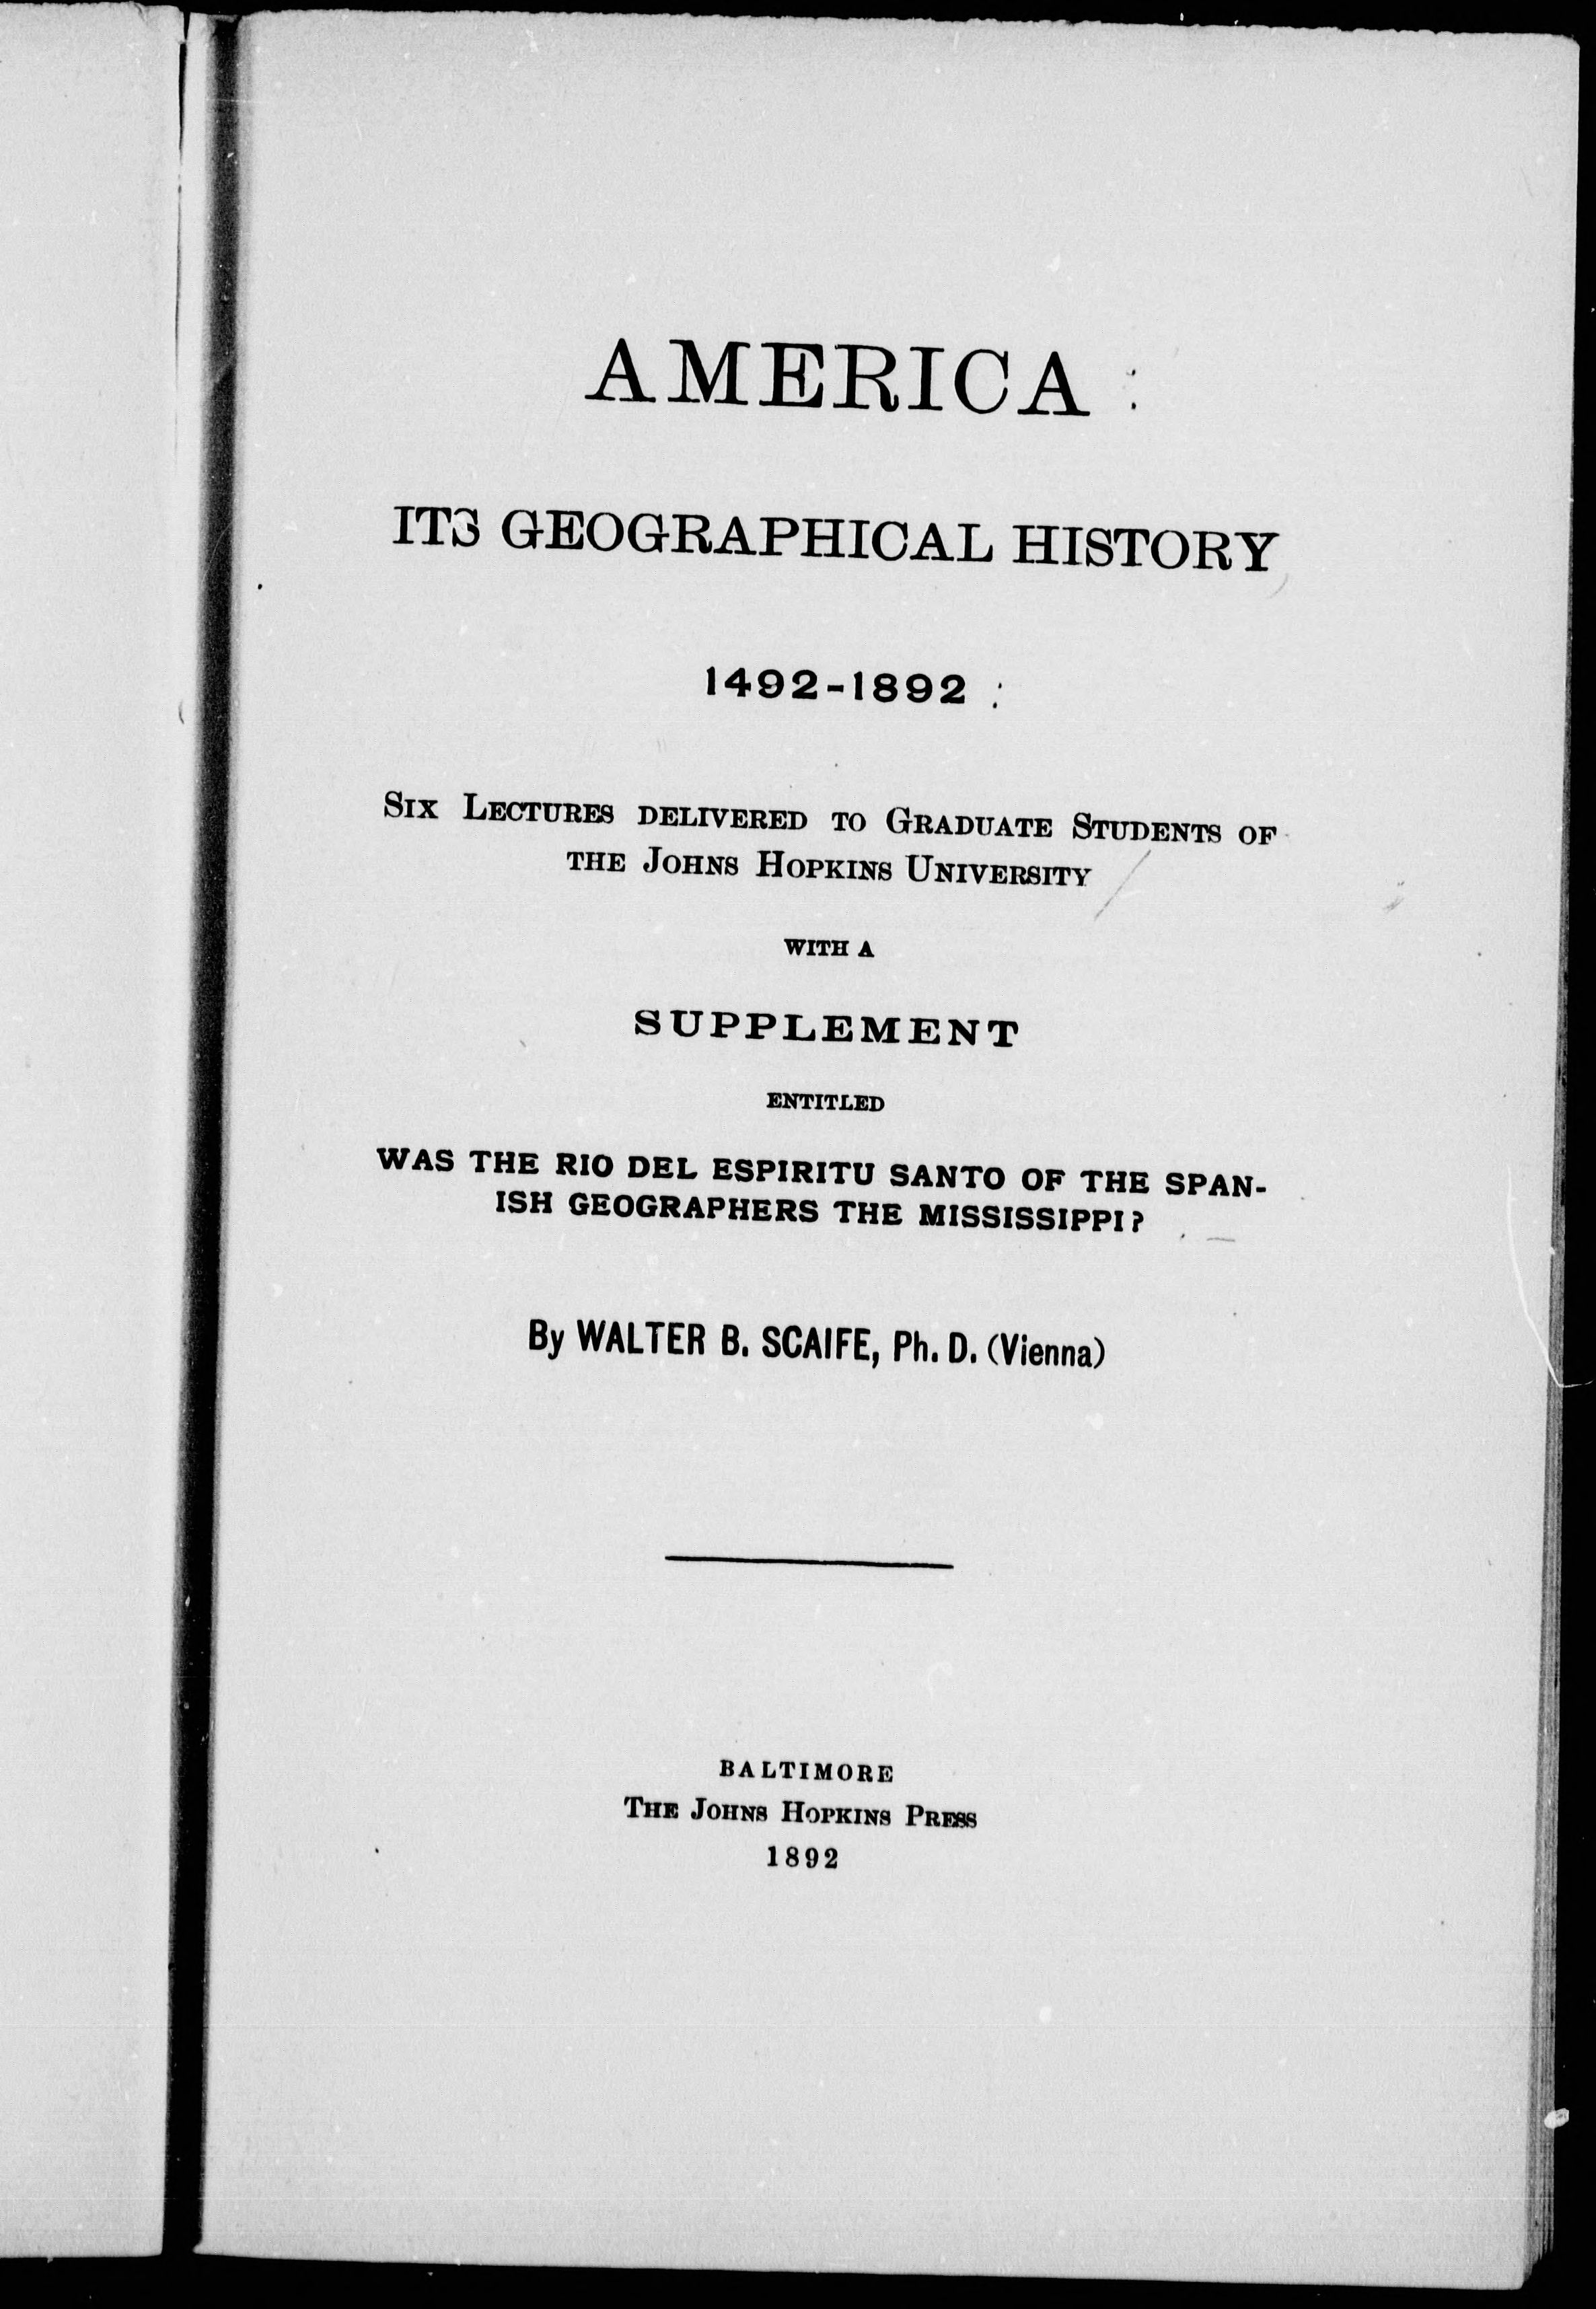 AMERICA :
ITS GEOGRAPHICAL HISTORY
1492-1892 :
SIX LECTURES DELIVERED TO GRADUATE STUDENTS OF
THE JOHNS HOPKINS UNIVERSITY
WITH A
SUPPLEMENT
ENTITLED
WAS THE RIO DEL ESPIRITU SANTO OF THE SPAN-
ISH GEOGRAPHERS THE MISSISSIPPI?
By WALTER B. SCAIFE, Ph. D. (Vienna)
BALTIMORE
THE JOHNS HOPKINS PRESS
1892